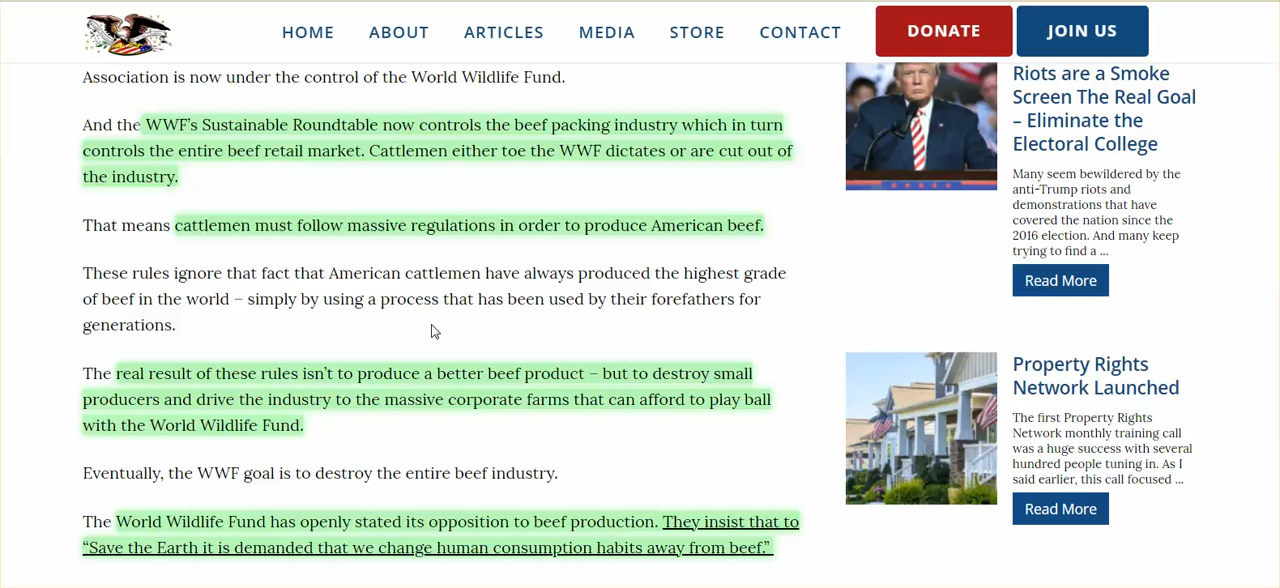 HOME ABOUT ARTICLES MEDIA STORE CONTACT DONATE JOIN US
Association is now under the control of the World Wildlife Fund.
And the WWF’s Sustainable Roundtable now controls the beef packing industry which in turn
controls the entire beef retail market. Cattlemen either toe the WWF dictates or are cut out of
the industry.
That means cattlemen must follow massive regulations in order to produce American beef.
These rules ignore that fact that American cattlemen have always produced the highest grade
of beef in the world – simply by using a process that has been used by their forefathers for
generations.
The real result of these rules isn’t to produce a better beef product – but to destroy small
producers and drive the industry to the massive corporate farms that can afford to play ball
with the World Wildlife Fund.
Eventually, the WWF goal is to destroy the entire beef industry.
The World Wildlife Fund has openly stated its opposition to beef production. They insist that to
“Save the Earth it is demanded that we change human consumption habits away from beef.”
Riots are a Smoke
Screen The Real Goal
– Eliminate the
Electoral College
Many seem bewildered by the
anti-Trump riots and
demonstrations that have
covered the nation since the
2016 election. And many keep
trying to find a ...
Read More
Property Rights
Network Launched
The first Property Rights
Network monthly training call
was a huge success with several
hundred people tuning in. As I
said earlier, this call focused ...
Read More